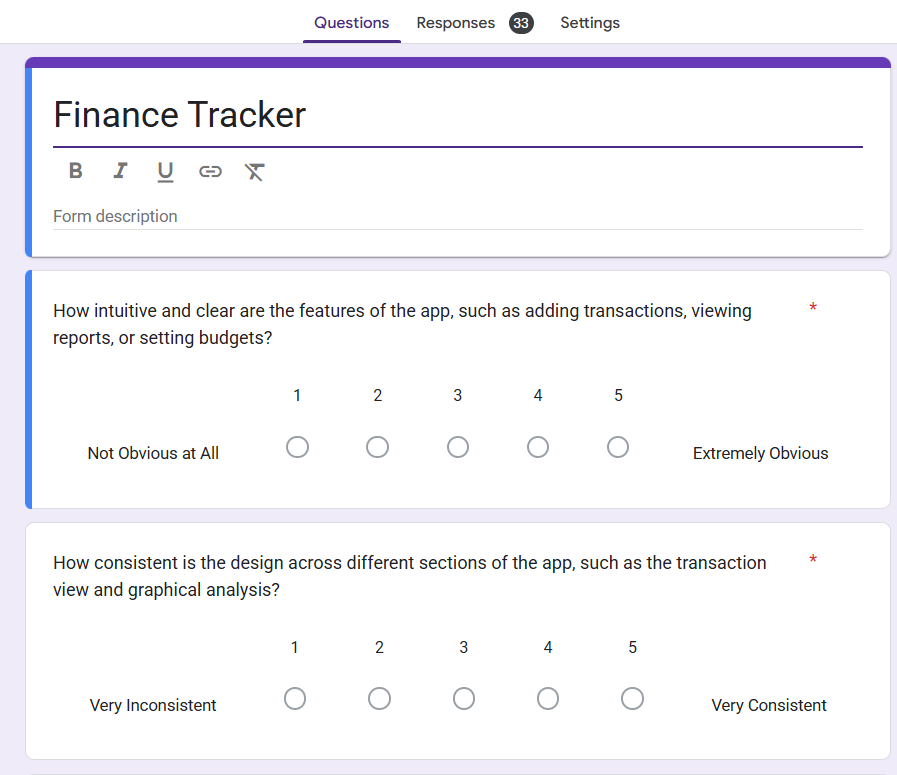 Questions Responses 33 Settings
Finance Tracker
B I U
Form description
How intuitive and clear are the features of the app, such as adding transactions, viewing *
reports, or setting budgets?
1 2 3 4 5
Not Obvious at All Extremely Obvious
How consistent is the design across different sections of the app, such as the transaction *
view and graphical analysis?
1 2 3 4 5
Very Inconsistent Very Consistent